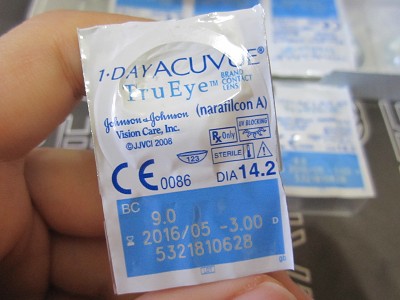 1·DAY ACUVUE®
TruEye™ BRAND CONTACT LENS
Johnson & Johnson (narafilcon A)
Vision Care, Inc.
©JJVCI 2008
Rx Only UV BLOCKING
123 STERILE
CE 0086 DIA 14.2
BC
9.0
2016/05 -3.00 D
5321810628